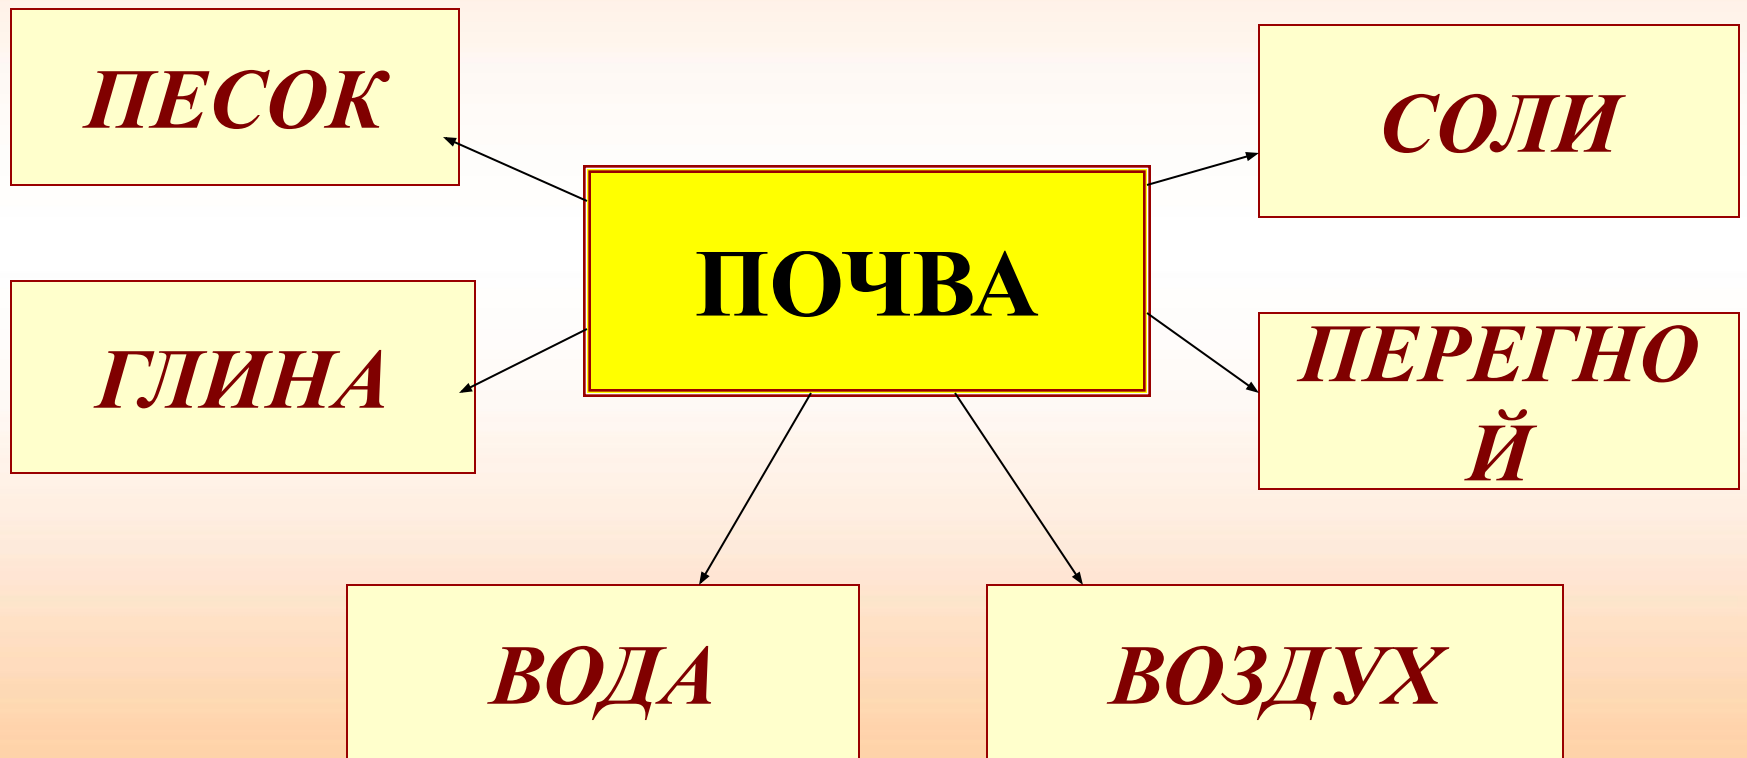 ПЕСОК
СОЛИ
ПОЧВА
ГЛИНА
ПЕРЕГНО
Й
ВОДА
ВОЗДУХ